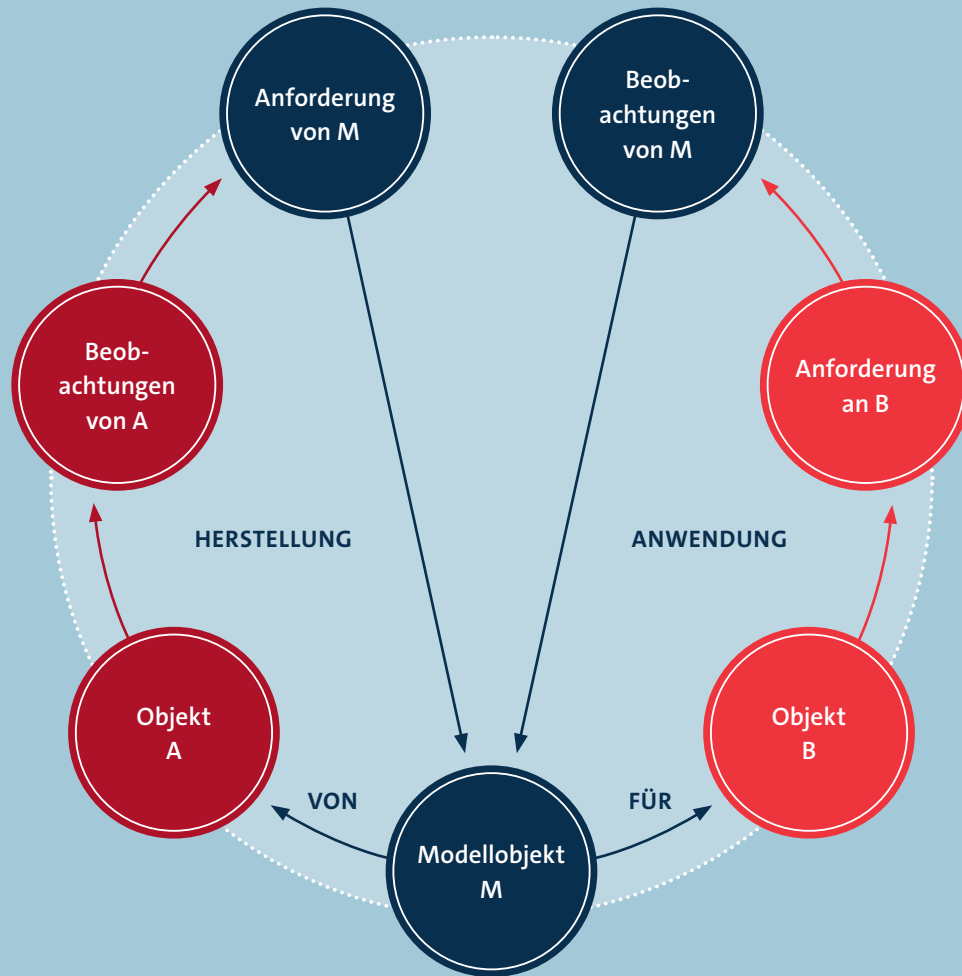 Anforderung
von M
Beob-
achtungen
von M
Beob-
achtungen
von A
Anforderung
an B
HERSTELLUNG
ANWENDUNG
Objekt
A
Objekt
B
VON
FÜR
Modellobjekt
M